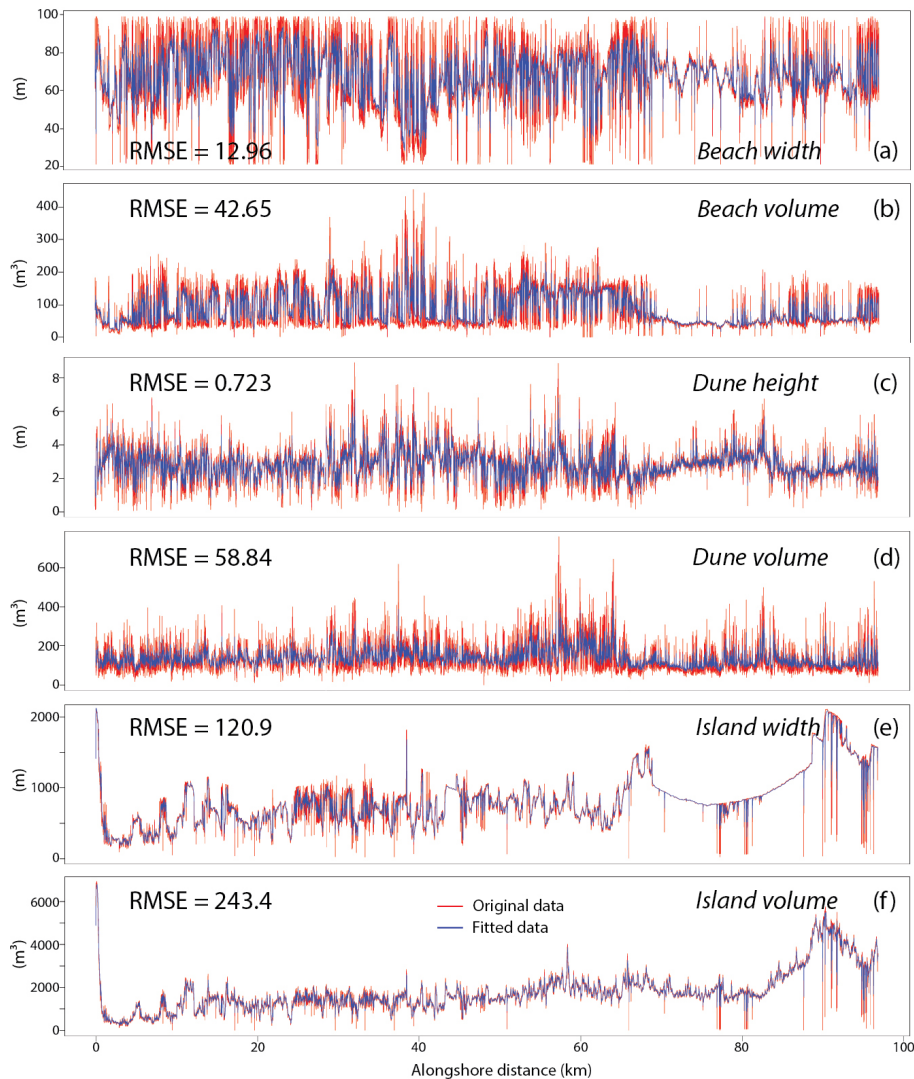 100
80
60
40
20
(m)
RMSE = 12.96
Beach width
(a)
400
300
200
100
0
(m³)
RMSE = 42.65
Beach volume
(b)
8
6
4
2
0
(m)
RMSE = 0.723
Dune height
(c)
600
400
200
0
(m³)
RMSE = 58.84
Dune volume
(d)
2000
1000
0
(m)
RMSE = 120.9
Island width
(e)
6000
4000
2000
0
(m³)
RMSE = 243.4
Island volume
(f)
Original data
Fitted data
0 20 40 60 80 100
Alongshore distance (km)